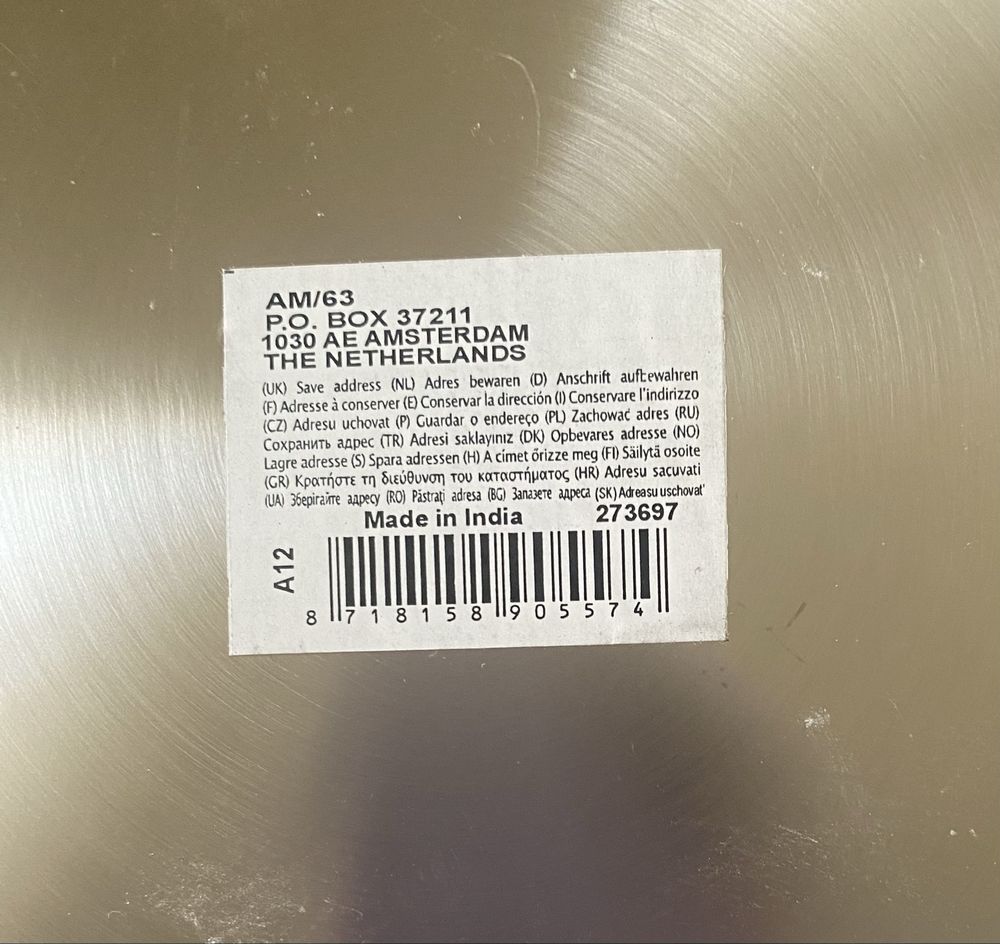 AM/63
P.O. BOX 37211
1030 AE AMSTERDAM
THE NETHERLANDS
(UK) Save address (NL) Adres bewaren (D) Anschrift aufbewahren
(F) Adresse à conserver (E) Conservar la dirección (I) Conservare l'indirizzo
(CZ) Adresu uchovat (P) Guardar o endereço (PL) Zachować adres (RU)
Сохранить адрес (TR) Adresi saklayınız (DK) Opbevares adresse (NO)
Lagre adresse (S) Spara adressen (H) A címet őrizze meg (FI) Säilytä osoite
(GR) Κρατήστε τη διεύθυνση του καταστήματος (HR) Adresu sacuvati
(UA) Зберігайте адресу (RO) Păstrați adresa (BG) Запазете адреса (SK) Adreasu uschovat'
Made in India 273697
A12
8 718158 905574